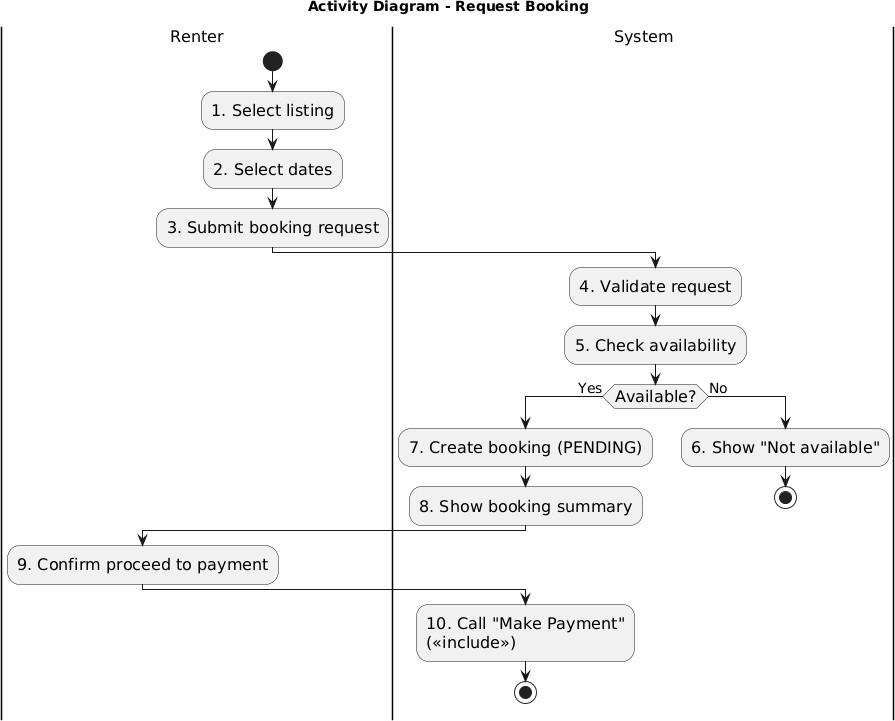 Activity Diagram - Request Booking
Renter
System
1. Select listing
2. Select dates
3. Submit booking request
4. Validate request
5. Check availability
Yes
Available?
No
7. Create booking (PENDING)
6. Show "Not available"
8. Show booking summary
9. Confirm proceed to payment
10. Call "Make Payment"
(«include»)